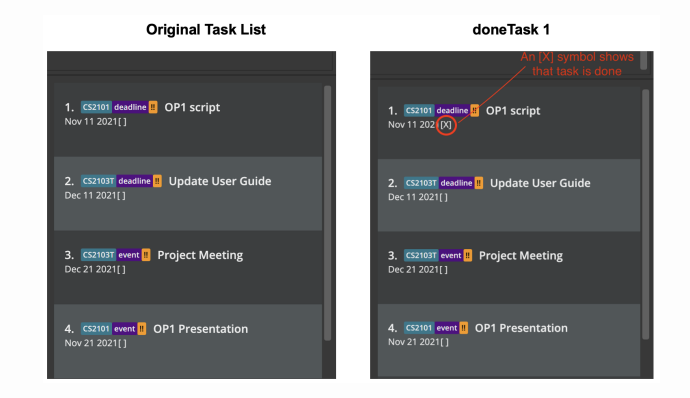 Original Task List
1. CS2101 deadline !! OP1 script
Nov 11 2021[ ]
2. CS2103T deadline !! Update User Guide
Dec 11 2021[ ]
3. CS2103T event !! Project Meeting
Dec 21 2021[ ]
4. CS2101 event !! OP1 Presentation
Nov 21 2021[ ]
doneTask 1
An [X] symbol shows
that task is done
1. CS2101 deadline !! OP1 script
Nov 11 202 [X]
2. CS2103T deadline !! Update User Guide
Dec 11 2021[ ]
3. CS2103T event !! Project Meeting
Dec 21 2021[ ]
4. CS2101 event !! OP1 Presentation
Nov 21 2021[ ]